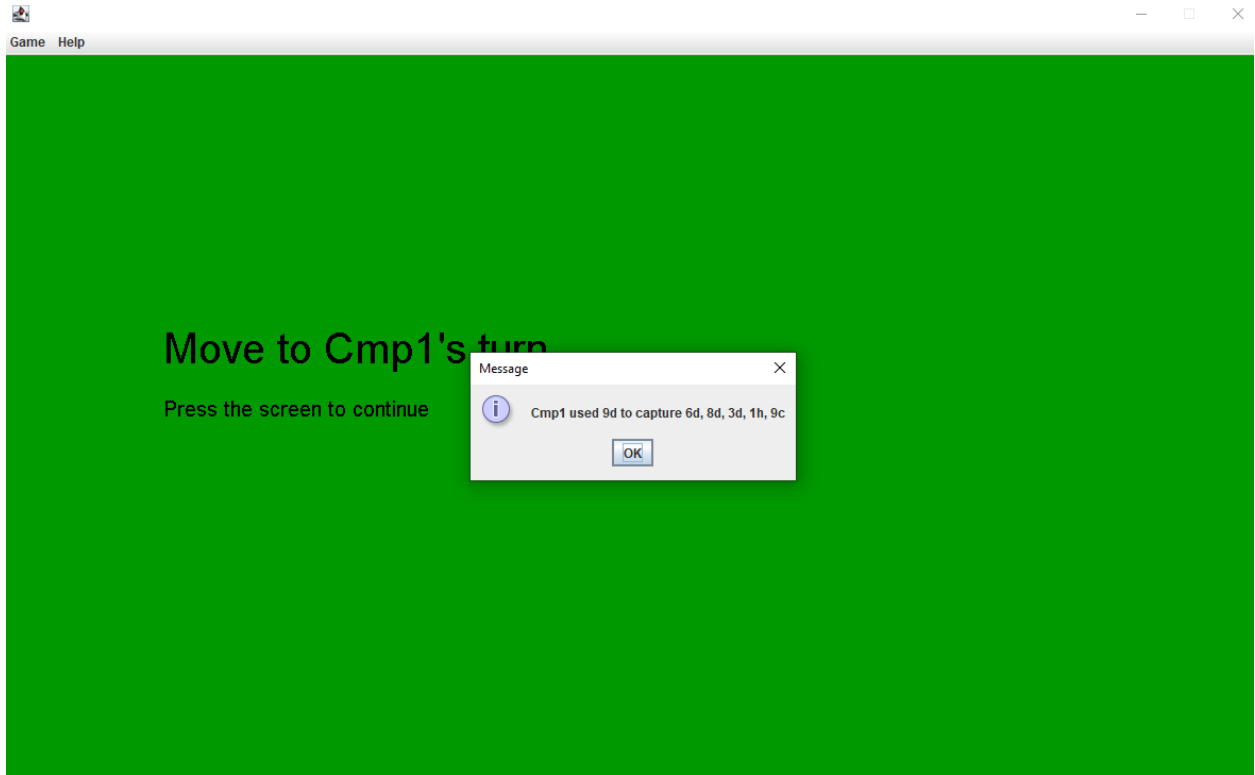 Game Help
Move to Cmp1's turn
Press the screen to continue
Message
Cmp1 used 9d to capture 6d, 8d, 3d, 1h, 9c
OK